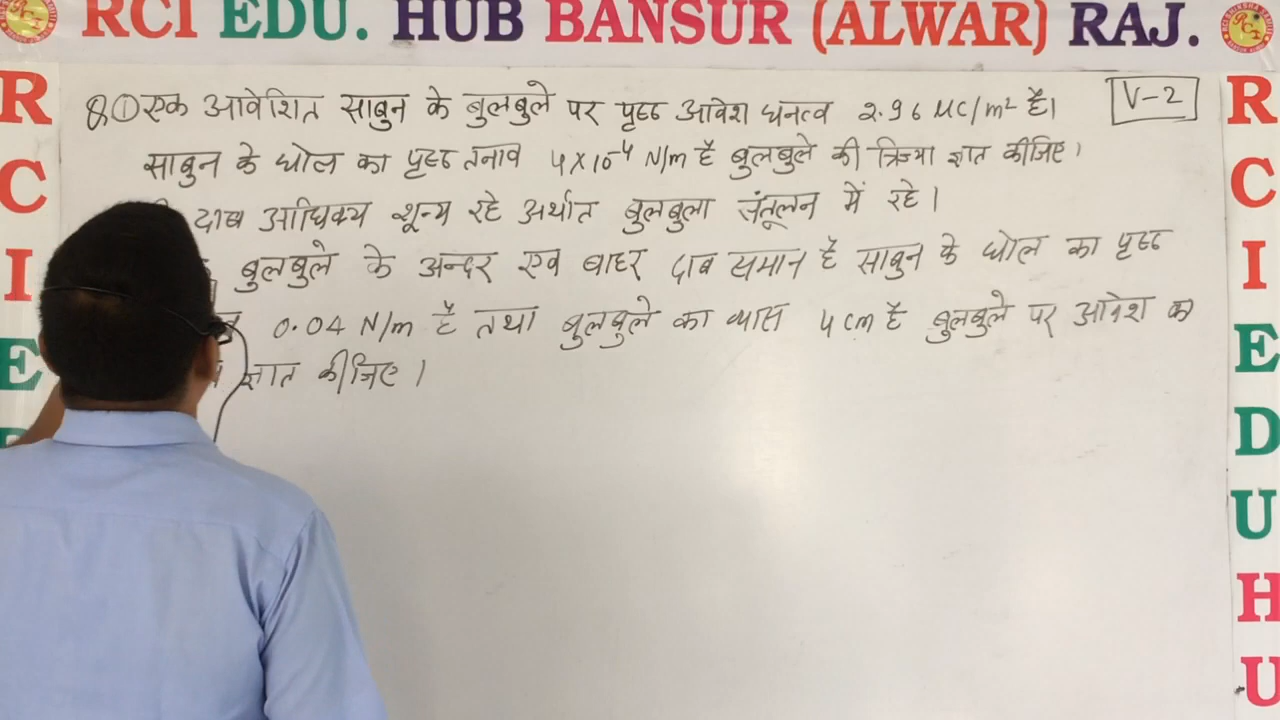 RCI EDU. HUB BANSUR (ALWAR) RAJ.
R
C
I
E
Q.① एक आवेशित साबुन के बुलबुले पर पृष्ठ आवेश घनत्व 2.96 μC/m² है।
V-2
साबुन के घोल का पृष्ठ तनाव 4×10⁻⁴ N/m है बुलबुले की त्रिज्या ज्ञात कीजिए।
दाब आधिक्य शून्य रहे अर्थात बुलबुला संतूलन में रहे।
बुलबुले के अन्दर एव बाहर दाब समान है साबुन के घोल का पृष्ठ
0.04 N/m है तथा बुलबुले का व्यास 4 cm है बुलबुले पर आवेश का
ज्ञात कीजिए।
R
C
I
E
D
U
H
U